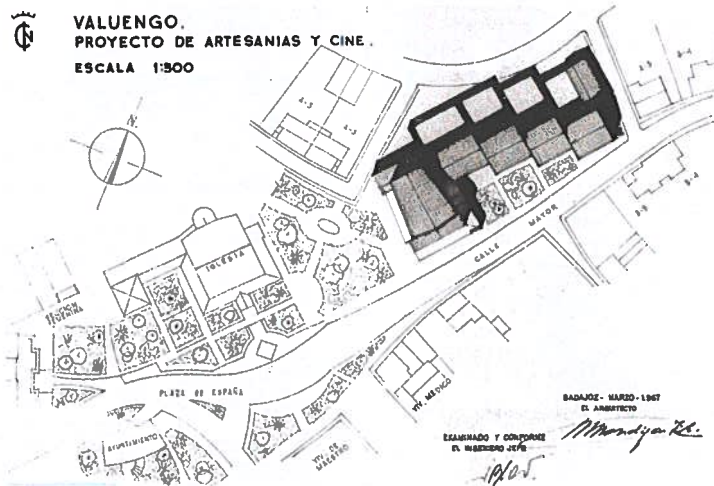 VALUENGO.
PROYECTO DE ARTESANIAS Y CINE.
ESCALA 1:500
N.
4-3
4-3
3-4
IGLESIA
CALLE MAYOR
PLAZA DE ESPAÑA
AYUNTAMIENTO
VIV. DE MAESTRO
VIV. MEDICO
BADAJOZ - MARZO - 1967
EL ARQUITECTO
EXAMINADO Y CONFORME
EL INGENIERO JEFE